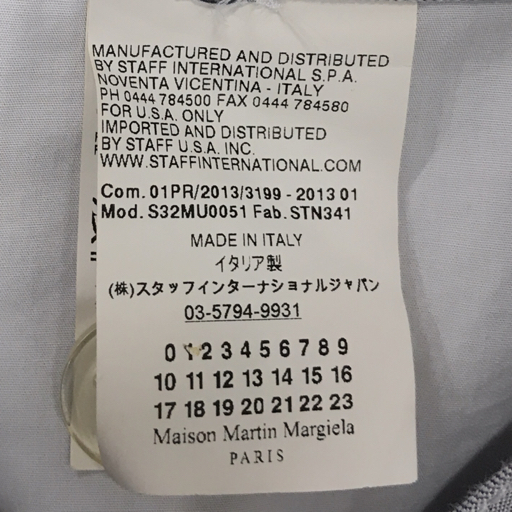 MANUFACTURED AND DISTRIBUTED
BY STAFF INTERNATIONAL S.P.A.
NOVENTA VICENTINA - ITALY
PH 0444 784500 FAX 0444 784580
FOR U.S.A. ONLY
IMPORTED AND DISTRIBUTED
BY STAFF U.S.A. INC.
WWW.STAFFINTERNATIONAL.COM
Com. 01PR/2013/3199 - 2013 01
Mod. S32MU0051 Fab. STN341
MADE IN ITALY
イタリア製
(株)スタッフインターナショナルジャパン
03-5794-9931
0 2 3 4 5 6 7 8 9
10 11 12 13 14 15 16
17 18 19 20 21 22 23
Maison Martin Margiela
PARIS